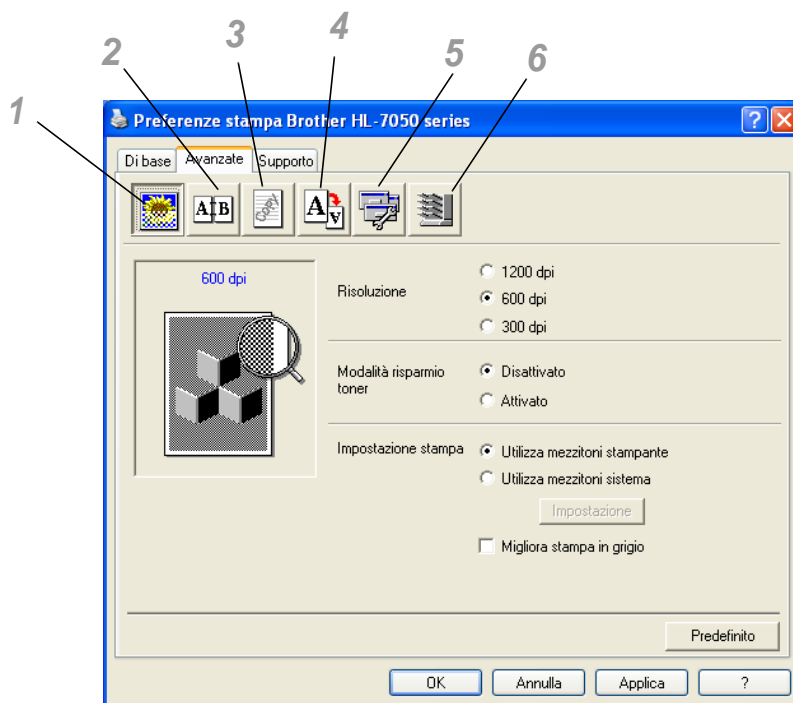 1
2
3
4
5
6
Preferenze stampa Brother HL-7050 series
Di base
Avanzate
Supporto
A B
Copy
A A
600 dpi
Risoluzione
1200 dpi
600 dpi
300 dpi
Modalità risparmio
toner
Disattivato
Attivato
Impostazione stampa
Utilizza mezzitoni stampante
Utilizza mezzitoni sistema
Impostazione
Migliora stampa in grigio
Predefinito
OK
Annulla
Applica
?